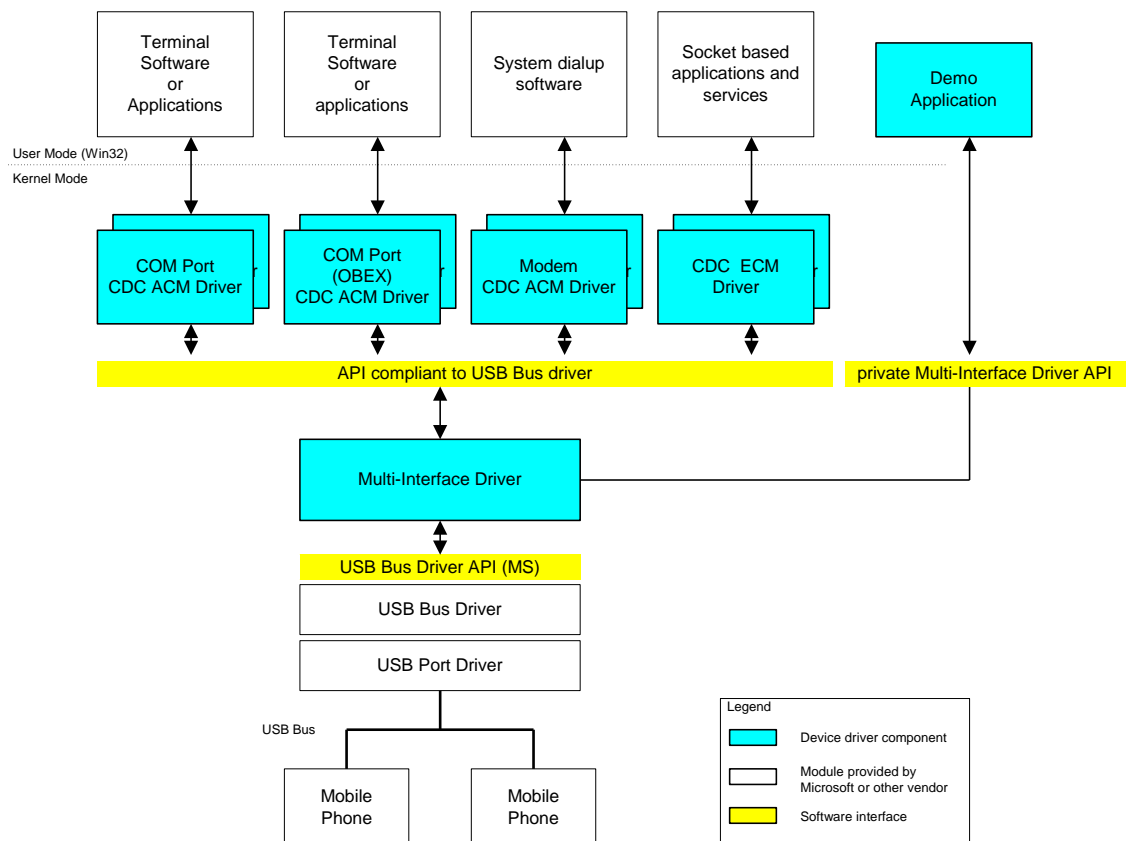 Terminal
Software
or
Applications
Terminal
Software
or
applications
System dialup
software
Socket based
applications and
services
Demo
Application
User Mode (Win32)
Kernel Mode
COM Port
CDC ACM Driver
r
COM Port
(OBEX)
CDC ACM Driver
r
Modem
CDC ACM Driver
CDC ECM
Driver
API compliant to USB Bus driver
private Multi-Interface Driver API
Multi-Interface Driver
USB Bus Driver API (MS)
USB Bus Driver
USB Port Driver
USB Bus
Mobile
Phone
Mobile
Phone
Legend
Device driver component
Module provided by
Microsoft or other vendor
Software interface